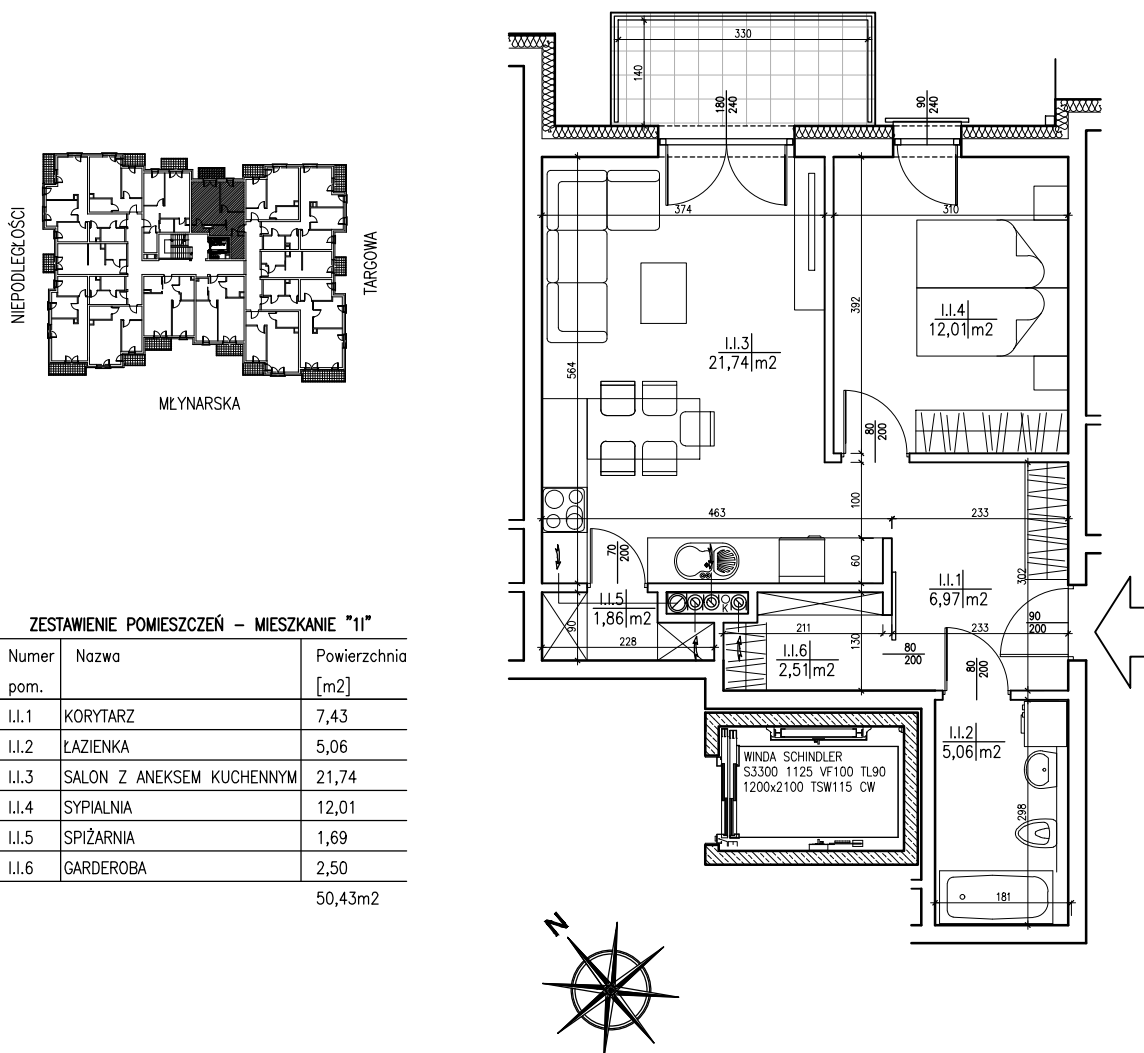 NIEPODLEGŁOŚCI
TARGOWA
MŁYNARSKA
ZESTAWIENIE POMIESZCZEŃ – MIESZKANIE "1I"
Numer pom. Nazwa Powierzchnia [m2]
I.I.1 KORYTARZ 7,43
I.I.2 ŁAZIENKA 5,06
I.I.3 SALON Z ANEKSEM KUCHENNYM 21,74
I.I.4 SYPIALNIA 12,01
I.I.5 SPIŻARNIA 1,69
I.I.6 GARDEROBA 2,50
50,43m2
330
140
180
240
90
240
374
310
392
564
I.I.3
21,74 m2
I.I.4
12,01 m2
80
200
100
463
233
70
200
60
302
I.I.1
6,97 m2
I.I.5
1,86 m2
90
228
K1
211
130
I.I.6
2,51 m2
80
200
233
90
200
80
200
I.I.2
5,06 m2
298
181
WINDA SCHINDLER
S3300 1125 VF100 TL90
1200x2100 TSW115 CW
N